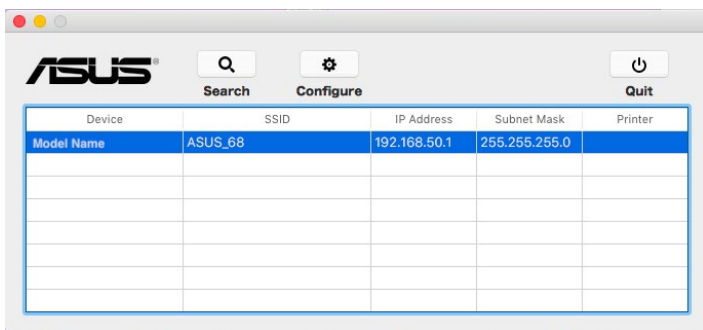 ASUS®
Search Configure Quit
Device SSID IP Address Subnet Mask Printer
Model Name ASUS_68 192.168.50.1 255.255.255.0